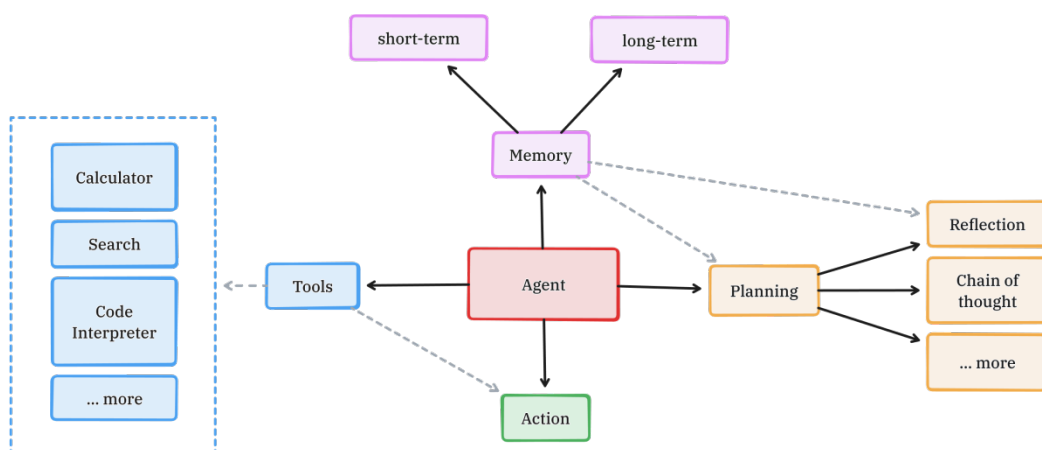 short-term
long-term
Memory
Calculator
Search
Code
Interpreter
... more
Tools
Agent
Planning
Reflection
Chain of
thought
... more
Action